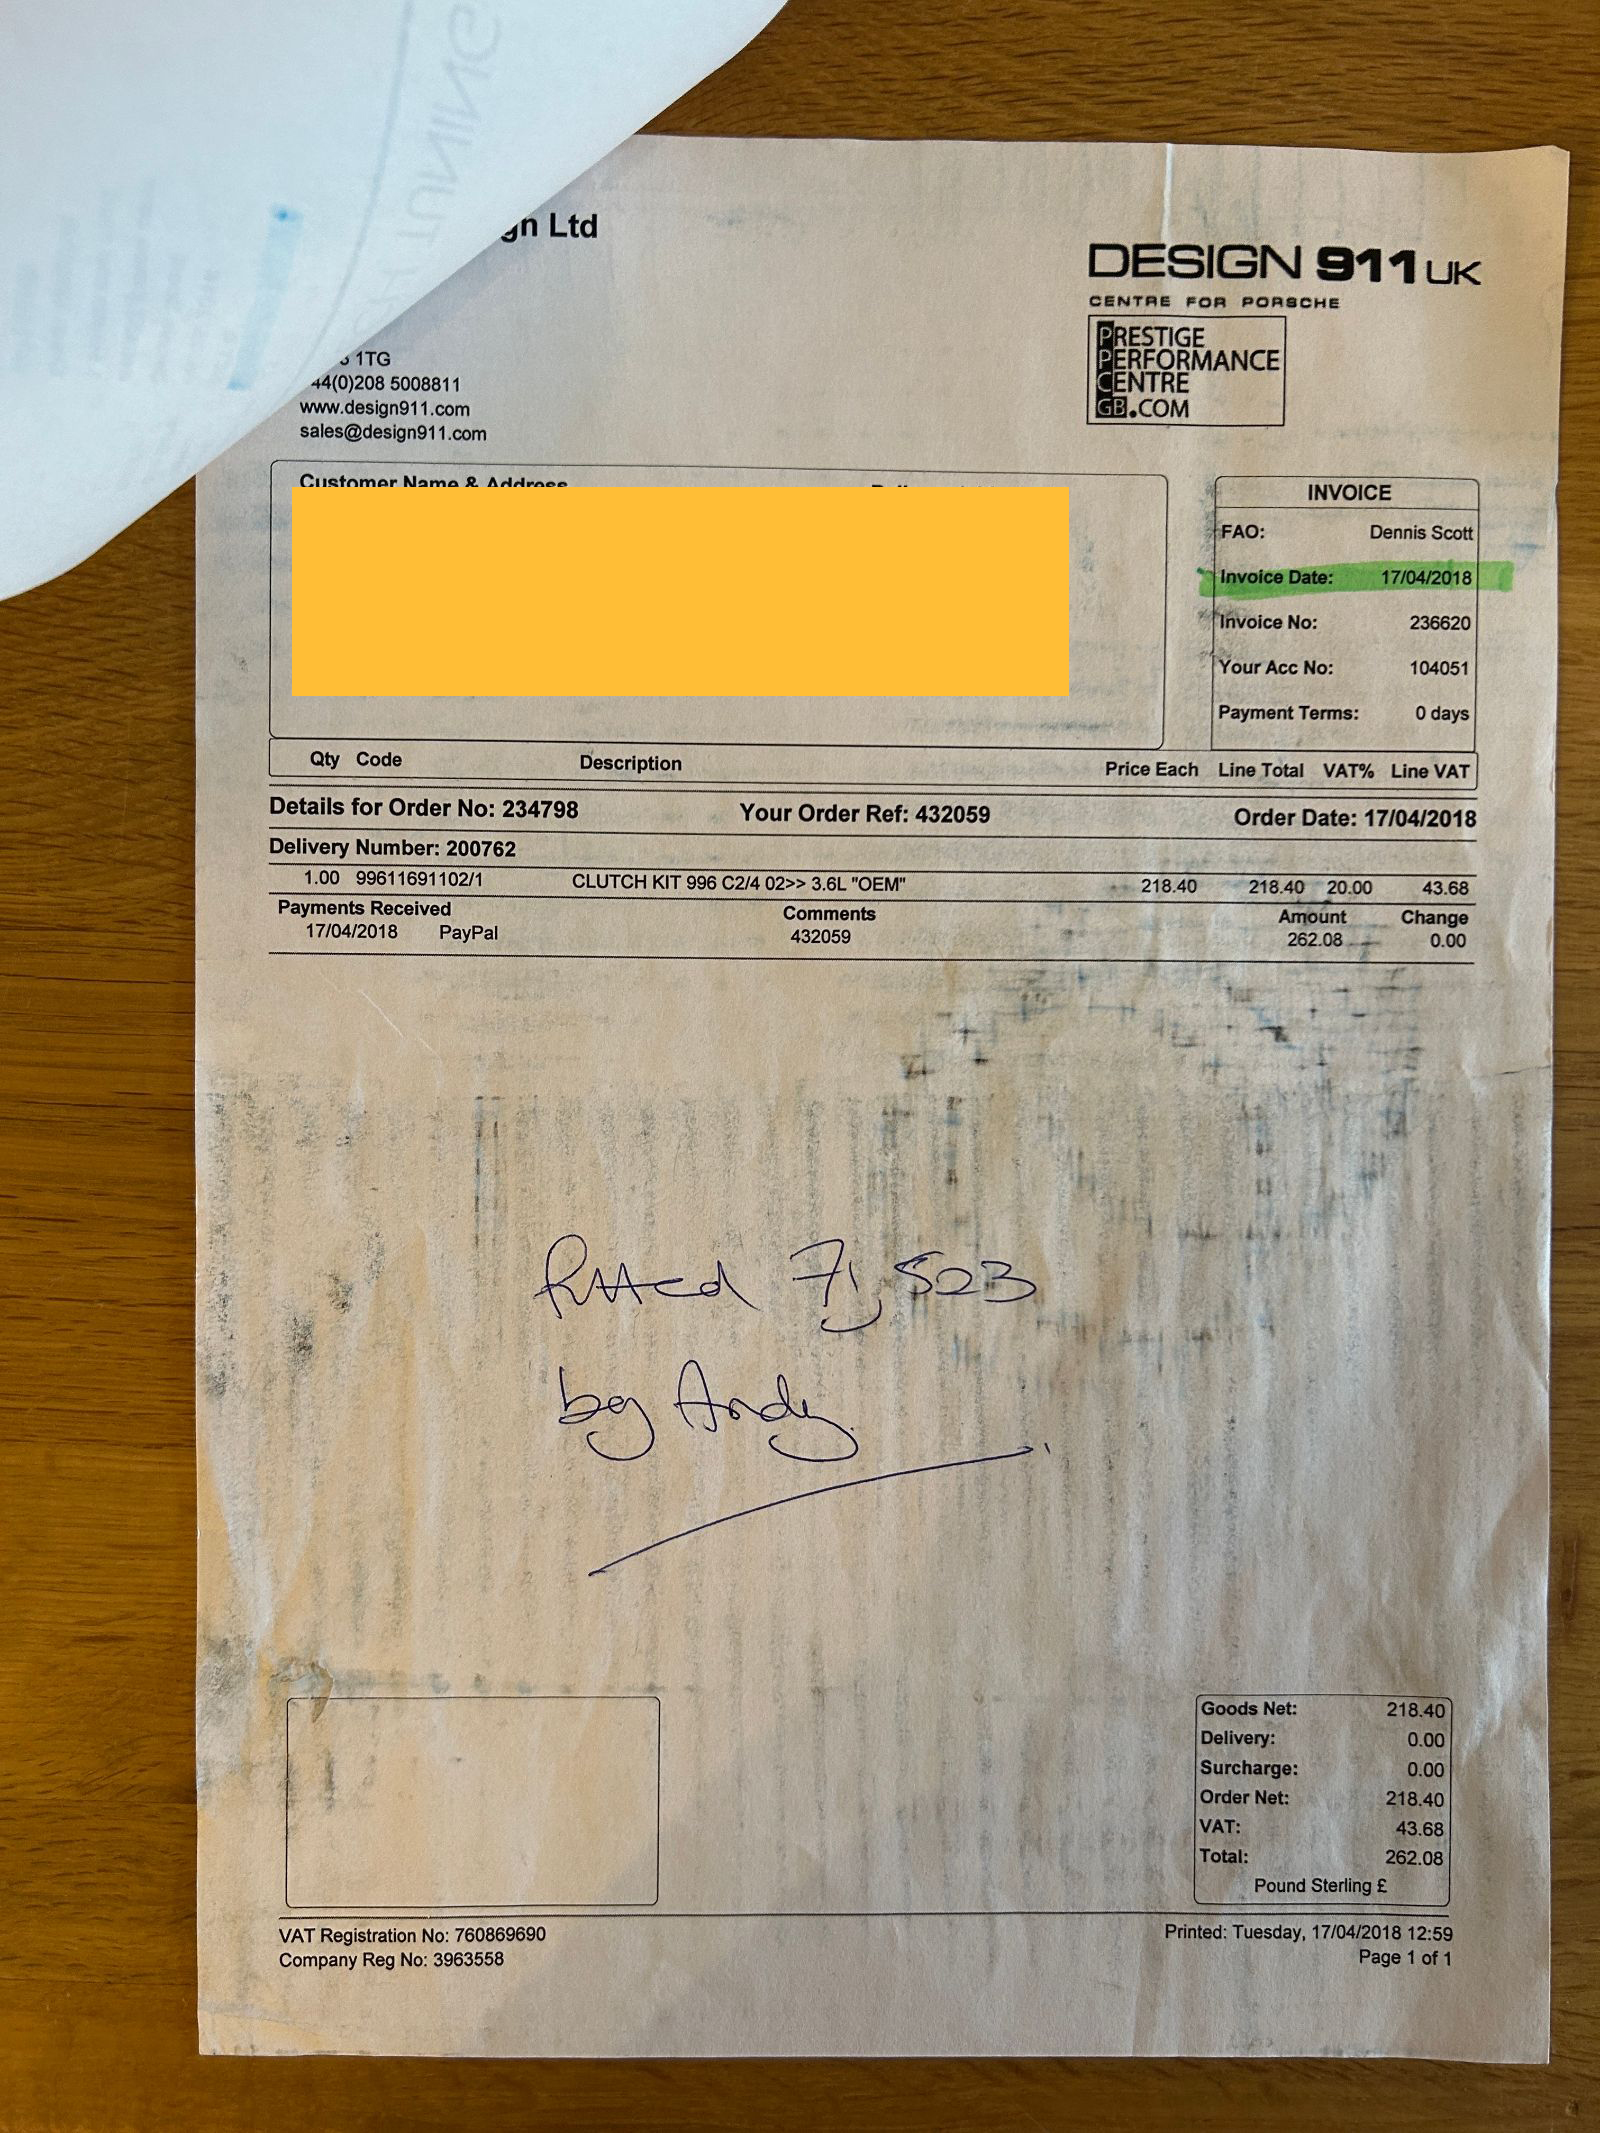 TUNING
gn Ltd
1TG
44(0)208 5008811
www.design911.com
sales@design911.com
DESIGN 911 UK
CENTRE FOR PORSCHE
PRESTIGE
PERFORMANCE
CENTRE
GB.COM
Customer Name & Address
INVOICE
FAO: Dennis Scott
Invoice Date: 17/04/2018
Invoice No: 236620
Your Acc No: 104051
Payment Terms: 0 days
Qty Code Description Price Each Line Total VAT% Line VAT
Details for Order No: 234798 Your Order Ref: 432059 Order Date: 17/04/2018
Delivery Number: 200762
1.00 99611691102/1 CLUTCH KIT 996 C2/4 02>> 3.6L "OEM" 218.40 218.40 20.00 43.68
Payments Received Comments Amount Change
17/04/2018 PayPal 432059 262.08 0.00
Fitted 71,523
by Andy
Goods Net: 218.40
Delivery: 0.00
Surcharge: 0.00
Order Net: 218.40
VAT: 43.68
Total: 262.08
Pound Sterling £
VAT Registration No: 760869690
Company Reg No: 3963558
Printed: Tuesday, 17/04/2018 12:59
Page 1 of 1